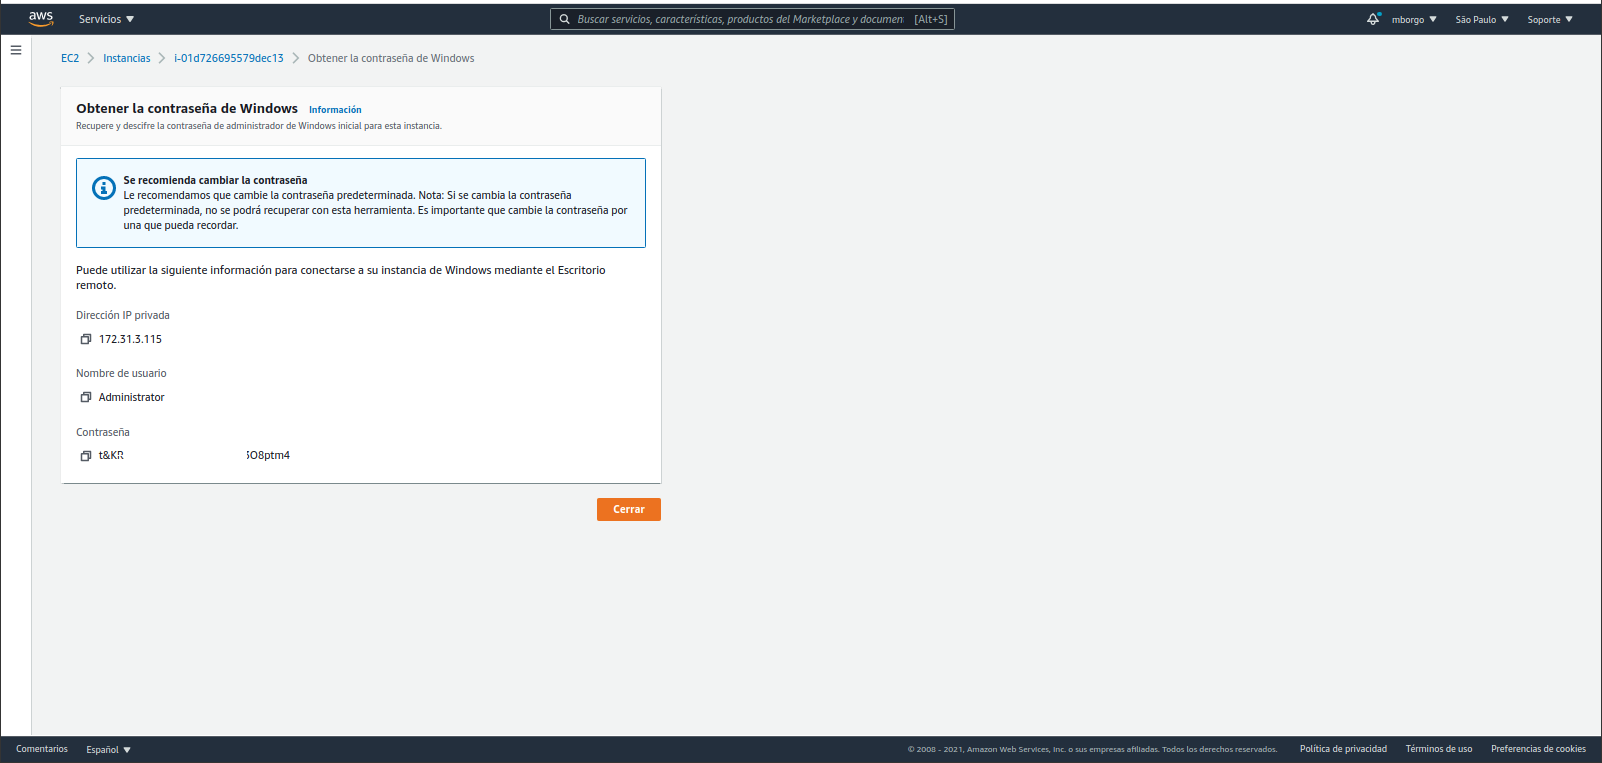 aws Servicios Buscar servicios, características, productos del Marketplace y documen [Alt+S] mborgo São Paulo Soporte
EC2 Instancias i-01d726695579dec13 Obtener la contraseña de Windows
Obtener la contraseña de Windows Información
Recupere y descifre la contraseña de administrador de Windows inicial para esta instancia.
Se recomienda cambiar la contraseña
Le recomendamos que cambie la contraseña predeterminada. Nota: Si se cambia la contraseña
predeterminada, no se podrá recuperar con esta herramienta. Es importante que cambie la contraseña por
una que pueda recordar.
Puede utilizar la siguiente información para conectarse a su instancia de Windows mediante el Escritorio
remoto.
Dirección IP privada
172.31.3.115
Nombre de usuario
Administrator
Contraseña
t&KR O8ptm4
Cerrar
Comentarios Español © 2008 - 2021, Amazon Web Services, Inc. o sus empresas afiliadas. Todos los derechos reservados. Política de privacidad Términos de uso Preferencias de cookies